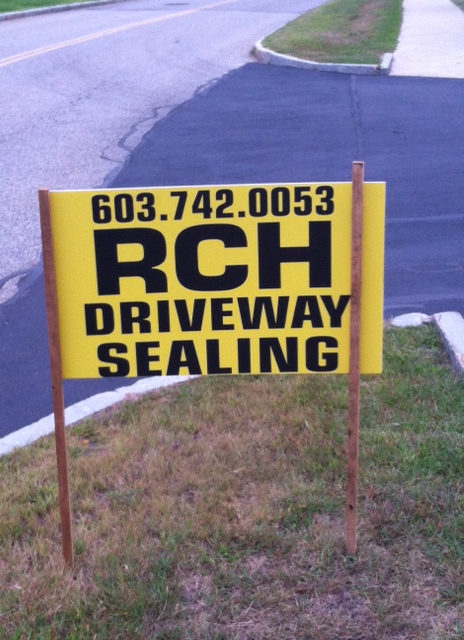 603.742.0053
RCH
DRIVEWAY
SEALING